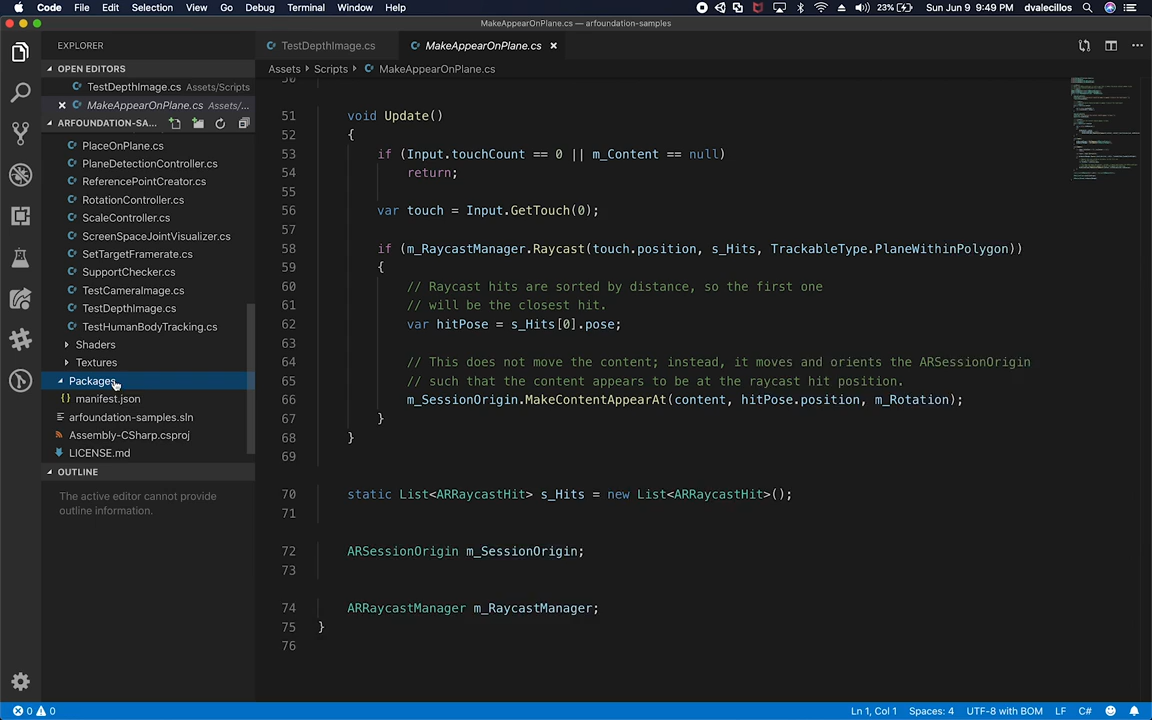 Code File Edit Selection View Go Debug Terminal Window Help 23% Sun Jun 9 9:49 PM dvalecillos
MakeAppearOnPlane.cs — arfoundation-samples
EXPLORER
OPEN EDITORS
TestDepthImage.cs Assets/Scripts
MakeAppearOnPlane.cs Assets/...
ARFOUNDATION-SA...
PlaceOnPlane.cs
PlaneDetectionController.cs
ReferencePointCreator.cs
RotationController.cs
ScaleController.cs
ScreenSpaceJointVisualizer.cs
SetTargetFramerate.cs
SupportChecker.cs
TestCameraImage.cs
TestDepthImage.cs
TestHumanBodyTracking.cs
Shaders
Textures
Packages
{} manifest.json
arfoundation-samples.sln
Assembly-CSharp.csproj
LICENSE.md
OUTLINE
The active editor cannot provide
outline information.
TestDepthImage.cs MakeAppearOnPlane.cs
Assets Scripts MakeAppearOnPlane.cs
50
51 void Update()
52 {
53 if (Input.touchCount == 0 || m_Content == null)
54 return;
55
56 var touch = Input.GetTouch(0);
57
58 if (m_RaycastManager.Raycast(touch.position, s_Hits, TrackableType.PlaneWithinPolygon))
59 {
60 // Raycast hits are sorted by distance, so the first one
61 // will be the closest hit.
62 var hitPose = s_Hits[0].pose;
63
64 // This does not move the content; instead, it moves and orients the ARSessionOrigin
65 // such that the content appears to be at the raycast hit position.
66 m_SessionOrigin.MakeContentAppearAt(content, hitPose.position, m_Rotation);
67 }
68 }
69
70 static List<ARRaycastHit> s_Hits = new List<ARRaycastHit>();
71
72 ARSessionOrigin m_SessionOrigin;
73
74 ARRaycastManager m_RaycastManager;
75 }
76
0 0 Ln 1, Col 1 Spaces: 4 UTF-8 with BOM LF C#